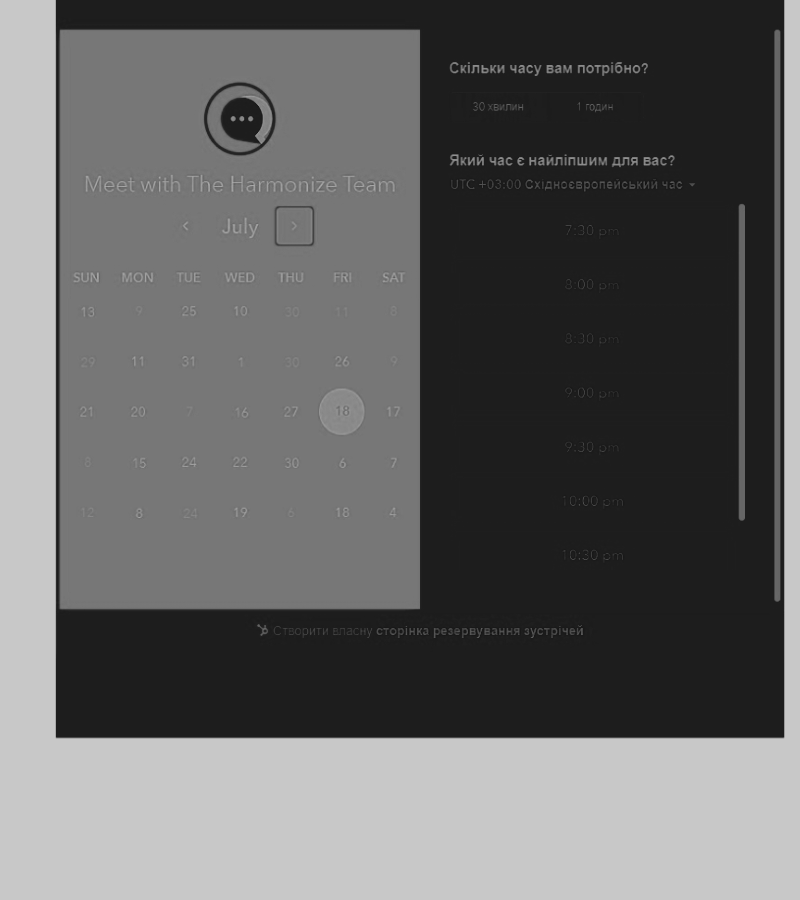 Meet with The Harmonize Team
July
SUN MON TUE WED THU FRI SAT
13 9 25 10 30 11 8
29 11 31 1 30 26 9
21 20 7 16 27 18 17
8 15 24 22 30 6 7
12 8 24 19 6 18 4
Скільки часу вам потрібно?
30 хвилин 1 годин
Який час є найліпшим для вас?
UTC +03:00 Східноєвропейський час
7:30 pm
8:00 pm
8:30 pm
9:00 pm
9:30 pm
10:00 pm
10:30 pm
Створити власну сторінка резервування зустрічей